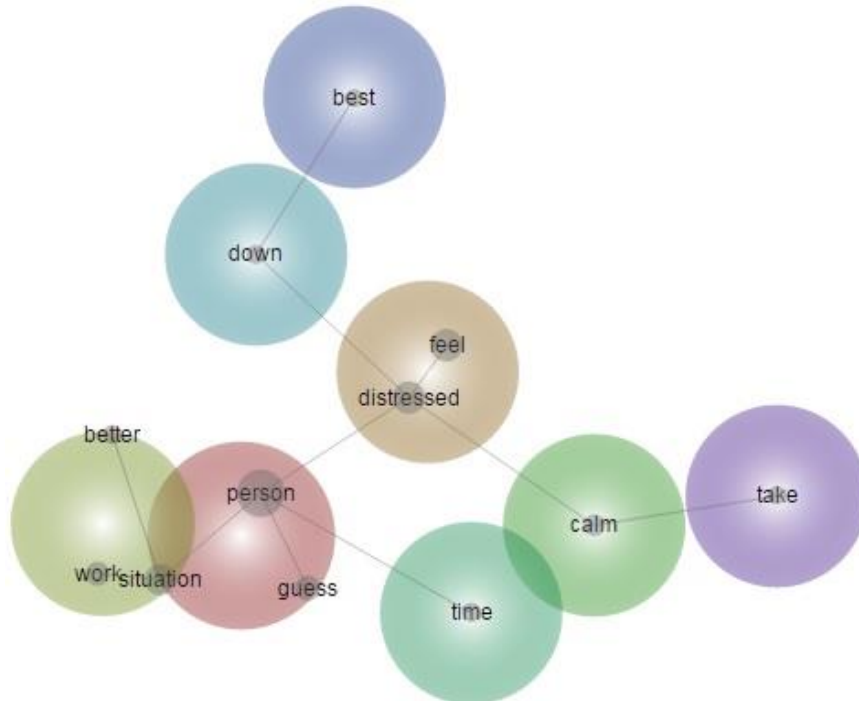 best
down
feel
distressed
better
person
take
calm
work
situation
guess
time